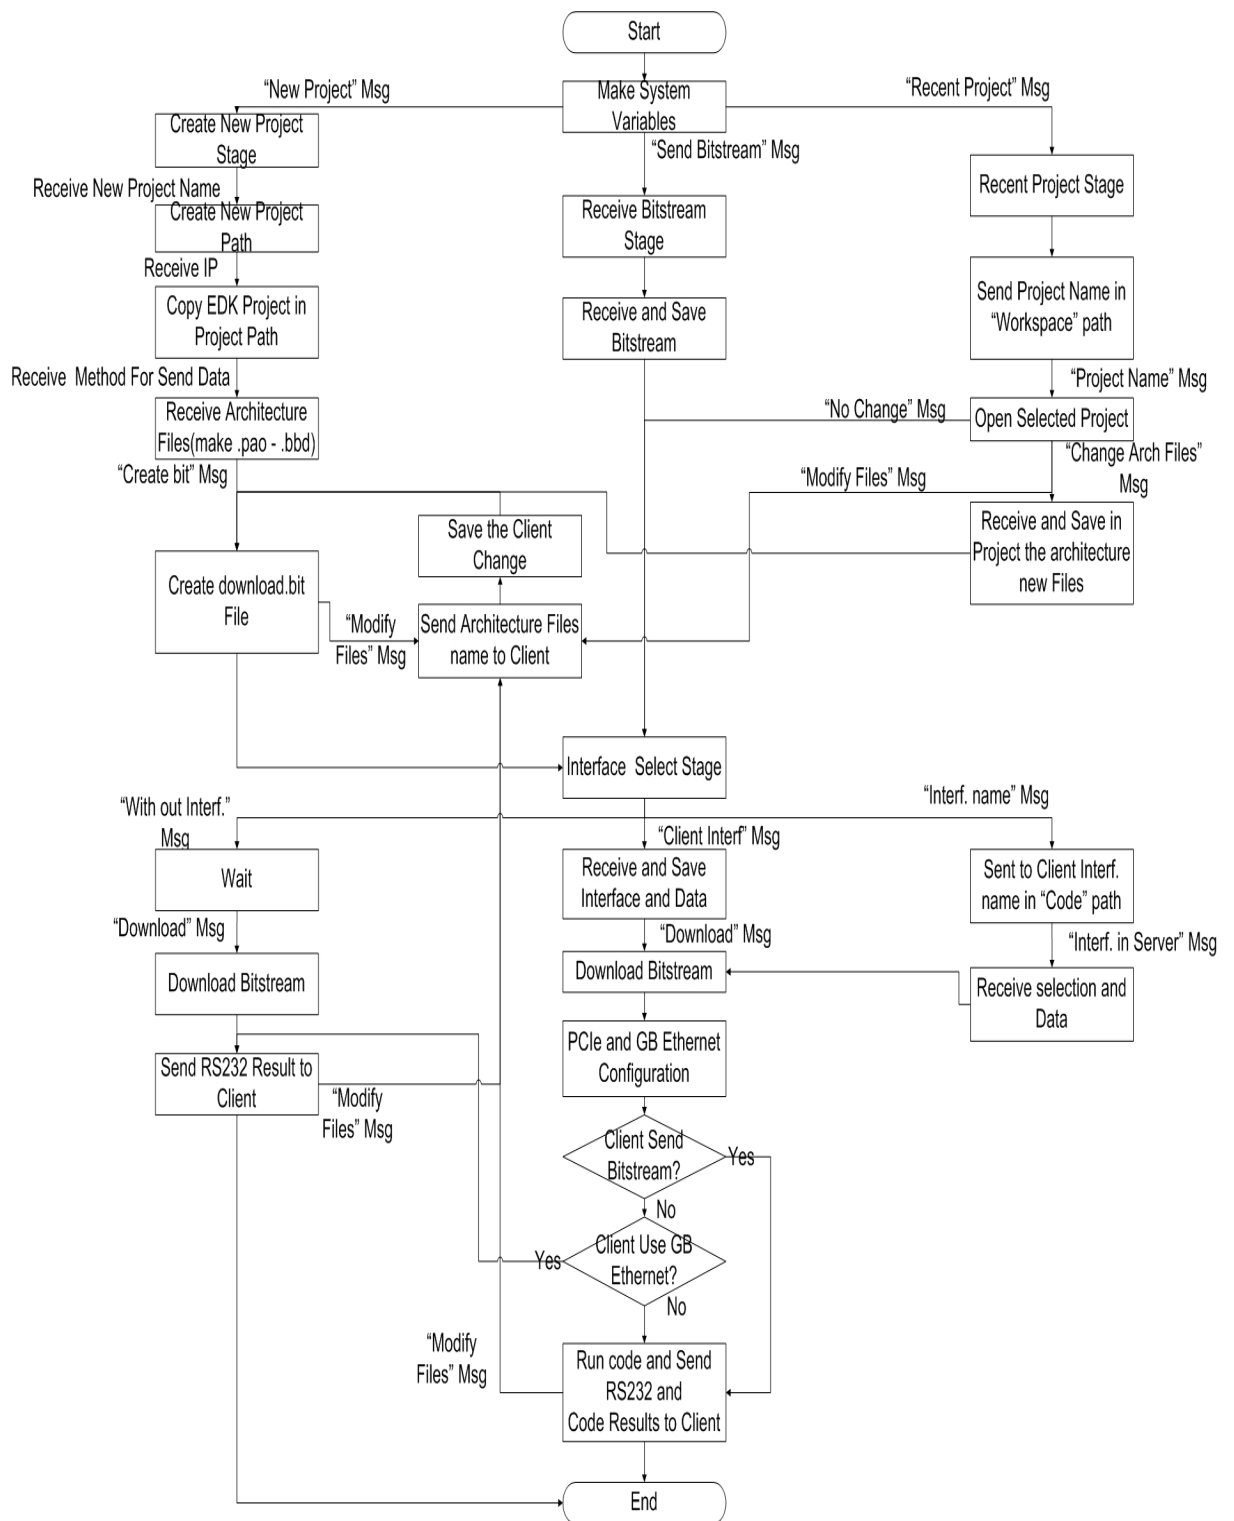 Start
“New Project” Msg
Make System
Variables
“Recent Project” Msg
Create New Project
Stage
“Send Bitstream” Msg
Receive New Project Name
Recent Project Stage
Create New Project
Path
Receive Bitstream
Stage
Receive IP
Copy EDK Project in
Project Path
Receive and Save
Bitstream
Send Project Name in
“Workspace” path
Receive  Method For Send Data
“Project Name” Msg
Receive Architecture
Files(make .pao - .bbd)
“No Change” Msg
Open Selected Project
“Create bit” Msg
“Modify Files” Msg
“Change Arch Files”
Msg
Save the Client
Change
Receive and Save in
Project the architecture
new Files
Create download.bit
File
“Modify
Files” Msg
Send Architecture Files
name to Client
Interface  Select Stage
“With out Interf.”
Msg
“Interf. name” Msg
“Client Interf” Msg
Wait
Receive and Save
Interface and Data
Sent to Client Interf.
name in “Code” path
“Download” Msg
“Download” Msg
“Interf. in Server” Msg
Download Bitstream
Download Bitstream
Receive selection and
Data
PCIe and GB Ethernet
Configuration
Send RS232 Result to
Client
“Modify
Files” Msg
Client Send
Bitstream?
Yes
No
Client Use GB
Ethernet?
Yes
No
“Modify
Files” Msg
Run code and Send
RS232 and
Code Results to Client
End